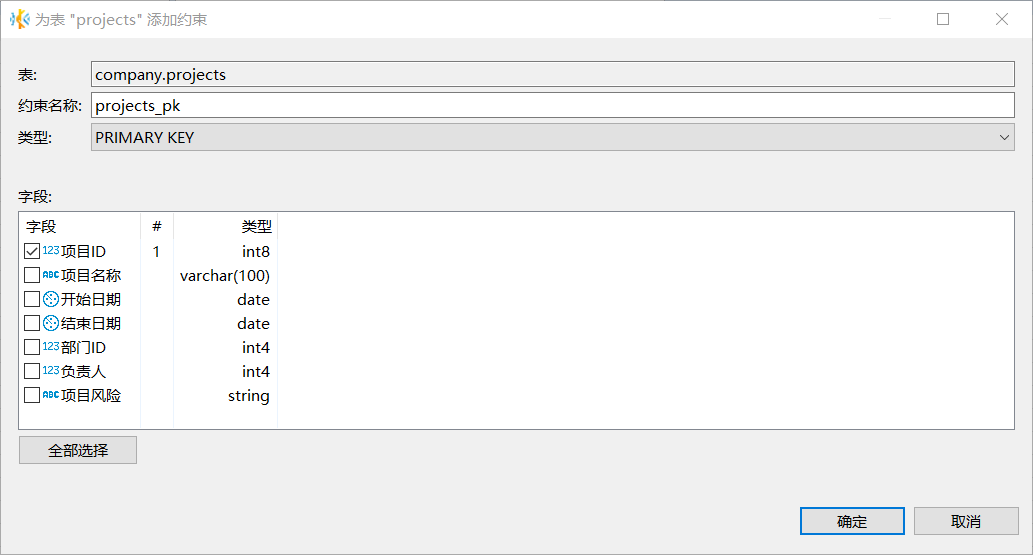 为表 "projects" 添加约束
表: company.projects
约束名称: projects_pk
类型: PRIMARY KEY
字段:
字段 # 类型
123 项目ID 1 int8
ABC 项目名称 varchar(100)
开始日期 date
结束日期 date
123 部门ID int4
123 负责人 int4
ABC 项目风险 string
全部选择
确定 取消